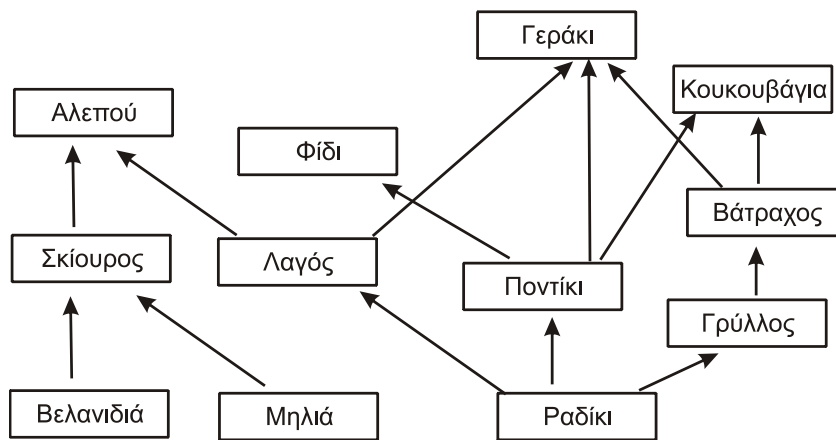 Γεράκι
Κουκουβάγια
Αλεπού
Φίδι
Βάτραχος
Σκίουρος
Λαγός
Ποντίκι
Γρύλλος
Βελανιδιά
Μηλιά
Ραδίκι